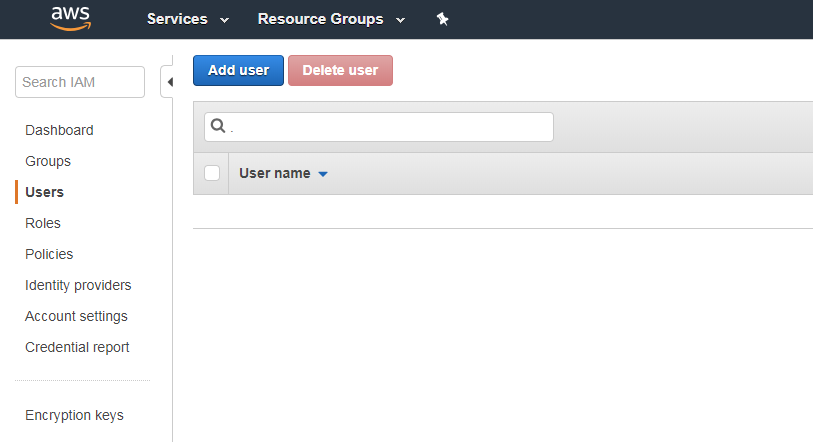 aws Services Resource Groups
Search IAM
Add user Delete user
.
Dashboard
Groups
User name
Users
Roles
Policies
Identity providers
Account settings
Credential report
Encryption keys